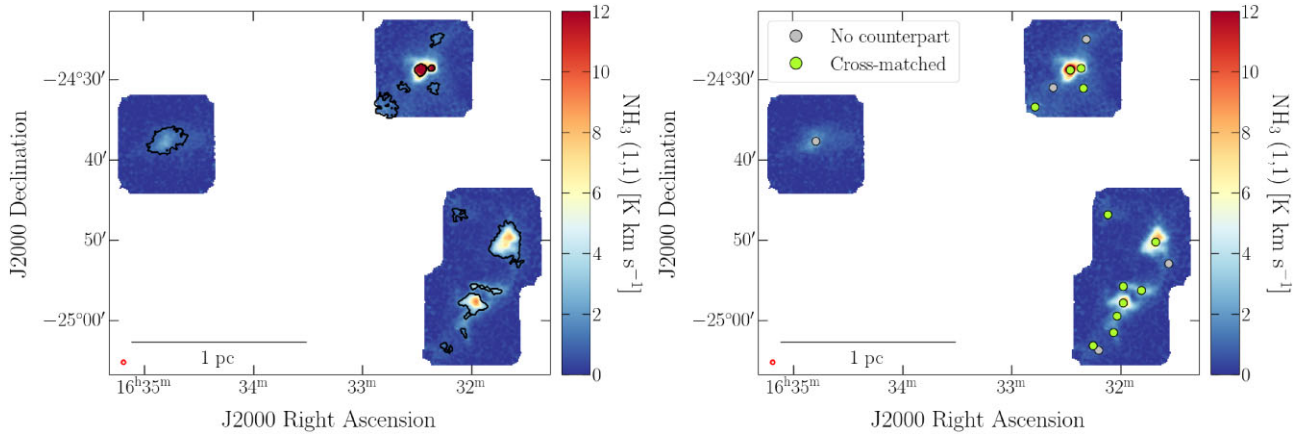 −24°30′
40′
50′
−25°00′
J2000 Declination
1 pc
16ʰ35ᵐ
34ᵐ
33ᵐ
32ᵐ
J2000 Right Ascension
12
10
8
6
4
2
0
NH₃ (1,1) [K km s⁻¹]
No counterpart
Cross-matched
−24°30′
40′
50′
−25°00′
J2000 Declination
1 pc
16ʰ35ᵐ
34ᵐ
33ᵐ
32ᵐ
J2000 Right Ascension
12
10
8
6
4
2
0
NH₃ (1,1) [K km s⁻¹]